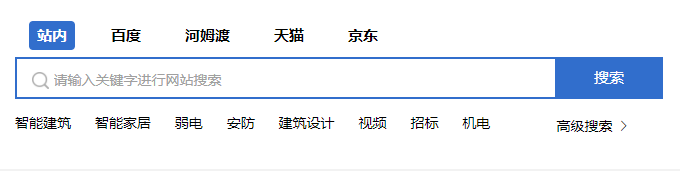 站内 百度 河姆渡 天猫 京东
请输入关键字进行网站搜索 搜索
智能建筑 智能家居 弱电 安防 建筑设计 视频 招标 机电 高级搜索 >